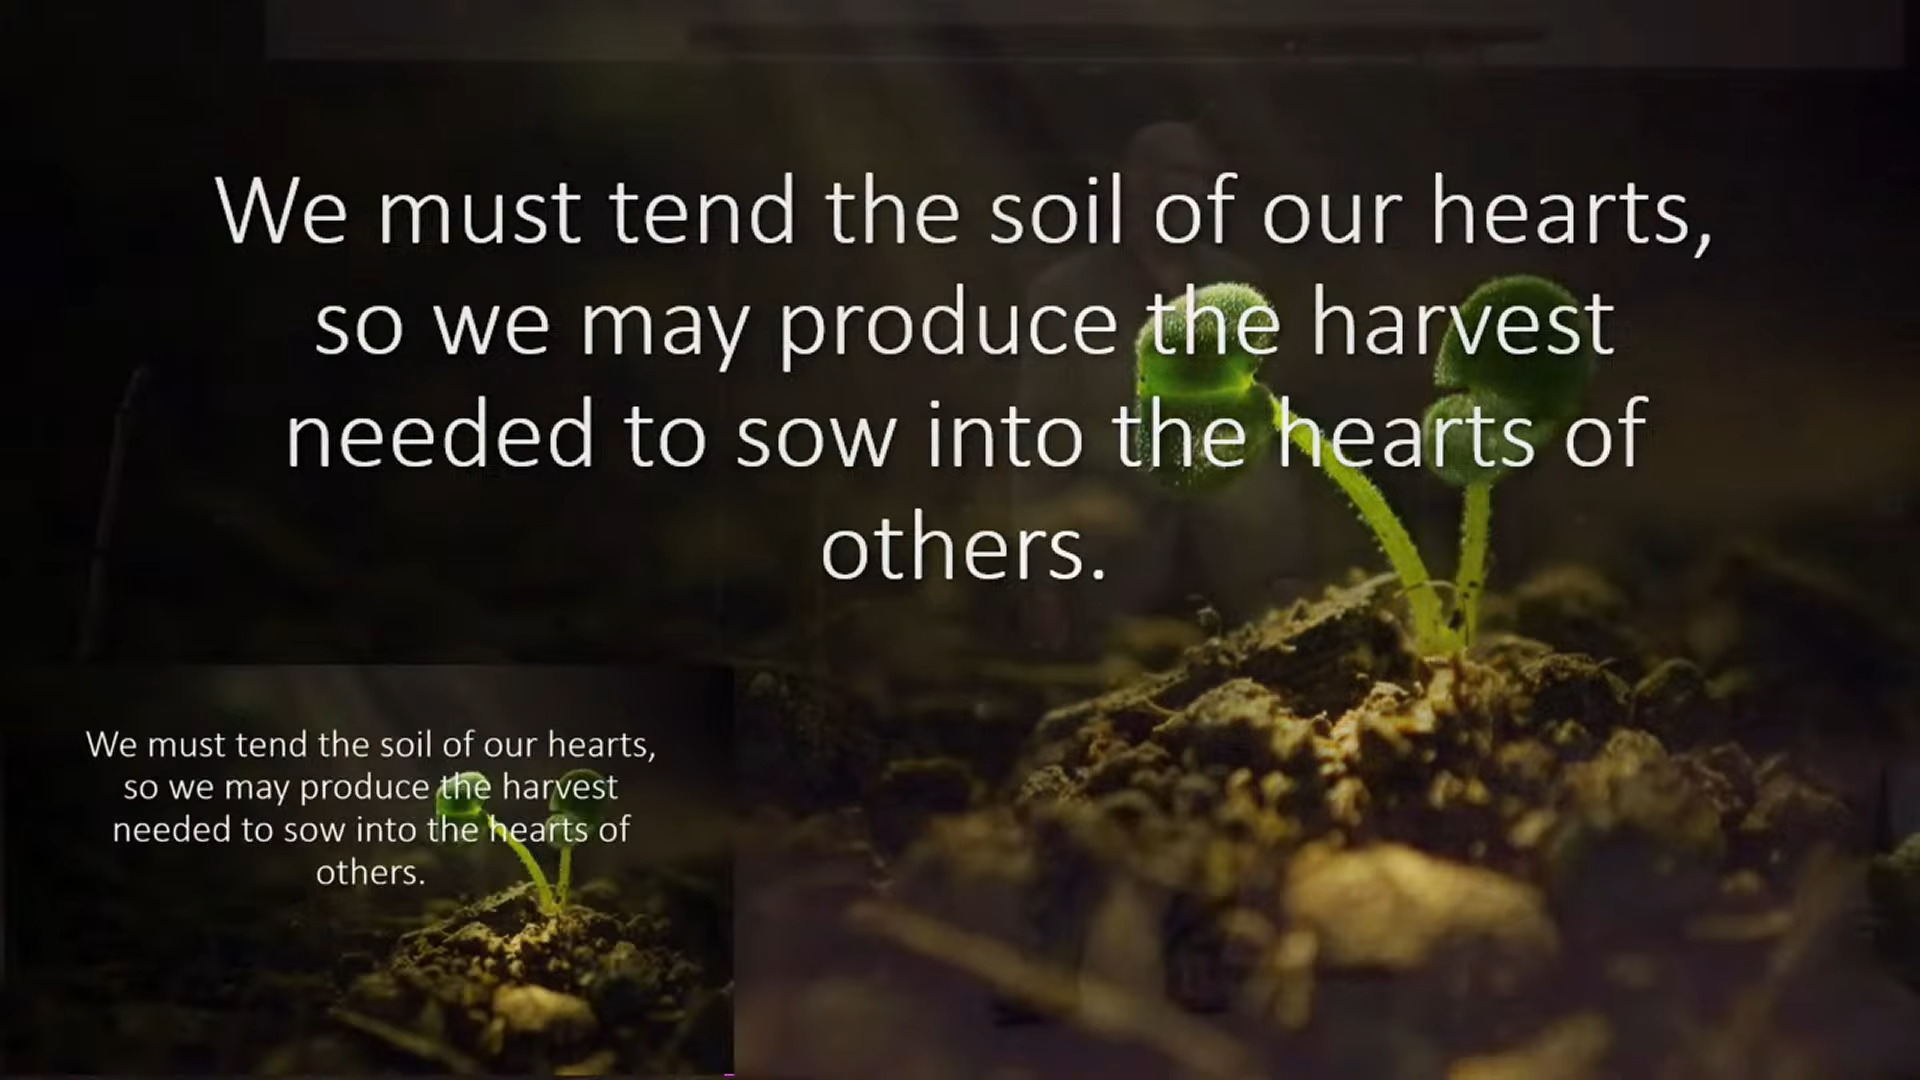 We must tend the soil of our hearts,
so we may produce the harvest
needed to sow into the hearts of
others.
We must tend the soil of our hearts,
so we may produce the harvest
needed to sow into the hearts of
others.